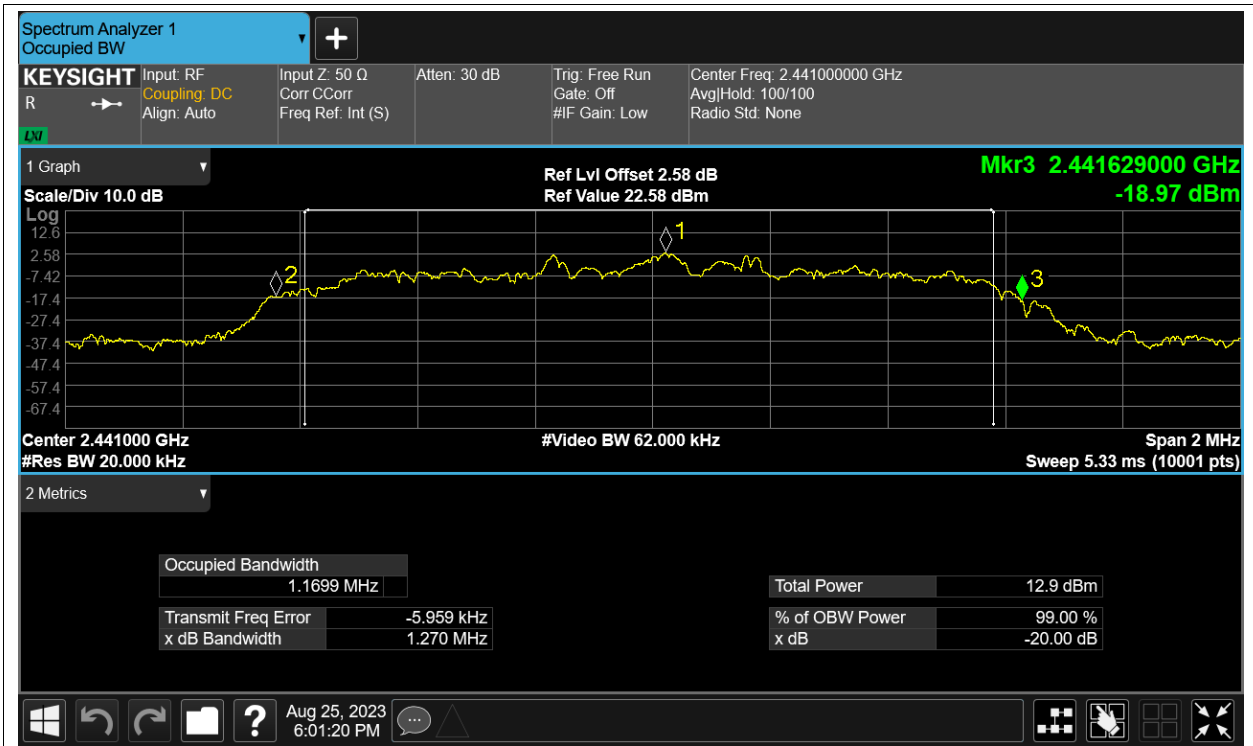 Spectrum Analyzer 1
Occupied BW
KEYSIGHT
R
LXI
Input: RF
Coupling: DC
Align: Auto
Input Z: 50 Ω
Corr CCorr
Freq Ref: Int (S)
Atten: 30 dB
Trig: Free Run
Gate: Off
#IF Gain: Low
Center Freq: 2.441000000 GHz
Avg|Hold: 100/100
Radio Std: None
1 Graph
Scale/Div 10.0 dB
Ref Lvl Offset 2.58 dB
Ref Value 22.58 dBm
Mkr3 2.441629000 GHz
-18.97 dBm
Log
12.6
2.58
-7.42
-17.4
-27.4
-37.4
-47.4
-57.4
-67.4
1
2
3
Center 2.441000 GHz
#Res BW 20.000 kHz
#Video BW 62.000 kHz
Span 2 MHz
Sweep 5.33 ms (10001 pts)
2 Metrics
Occupied Bandwidth
1.1699 MHz
Transmit Freq Error -5.959 kHz
x dB Bandwidth 1.270 MHz
Total Power 12.9 dBm
% of OBW Power 99.00 %
x dB -20.00 dB
?
Aug 25, 2023
6:01:20 PM